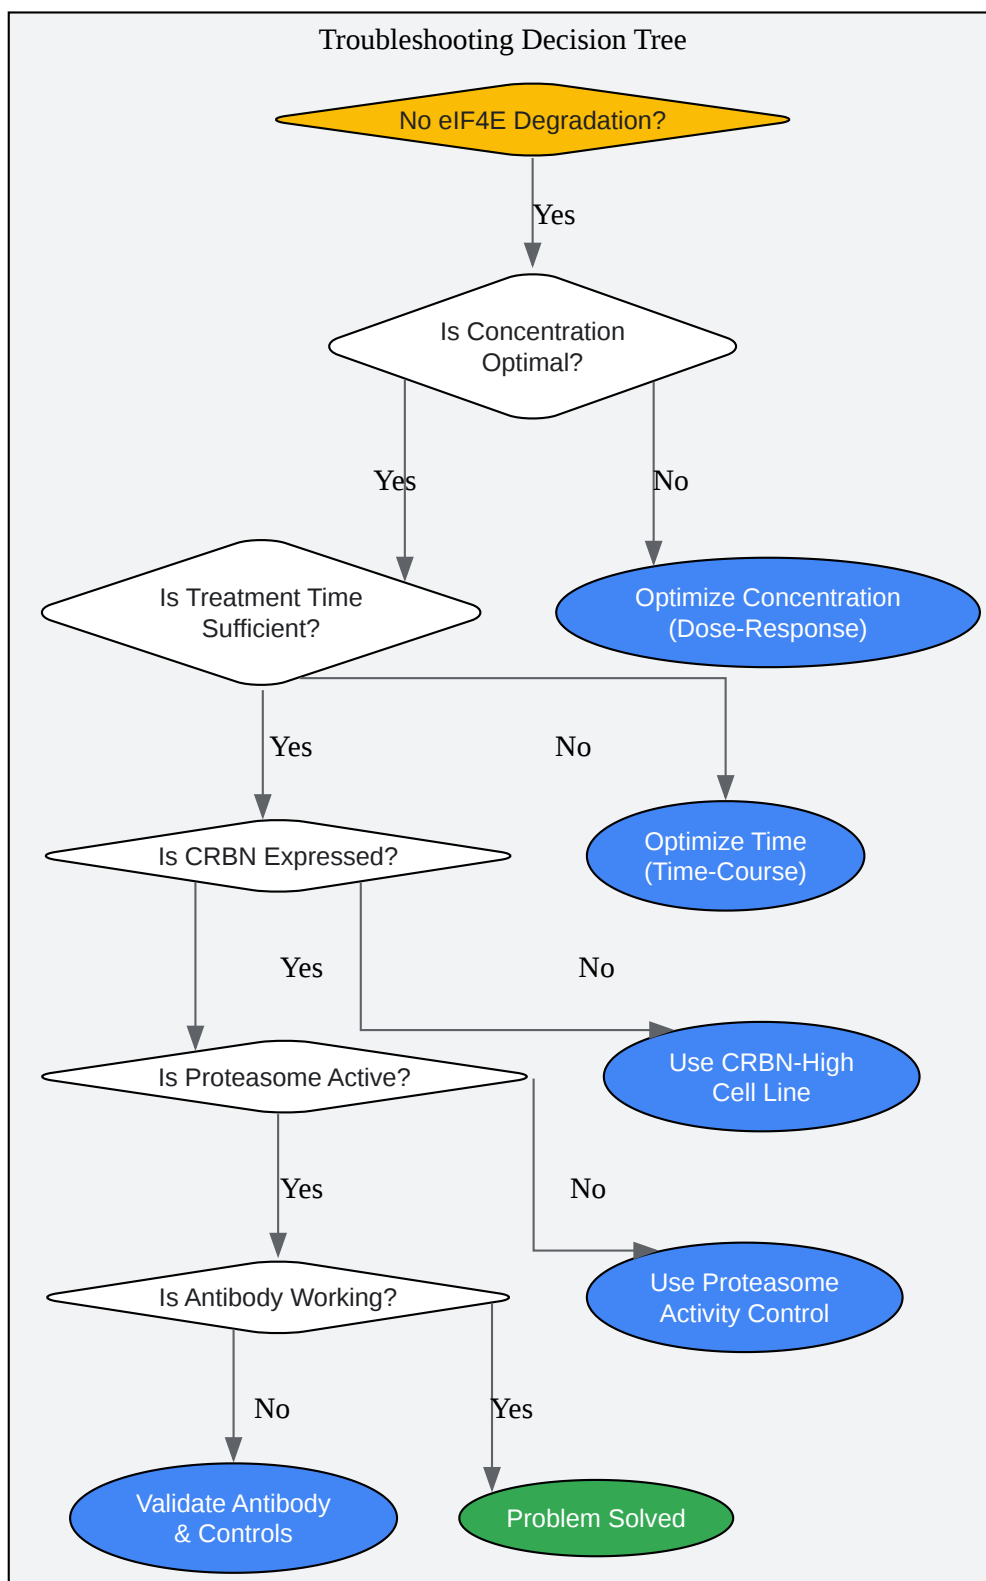 Troubleshooting Decision Tree
No eIF4E Degradation?
Yes
Is Concentration
Optimal?
Yes
No
Is Treatment Time
Sufficient?
Optimize Concentration
(Dose-Response)
Yes
No
Is CRBN Expressed?
Optimize Time
(Time-Course)
Yes
No
Is Proteasome Active?
Use CRBN-High
Cell Line
Yes
No
Is Antibody Working?
Use Proteasome
Activity Control
No
Yes
Validate Antibody
& Controls
Problem Solved